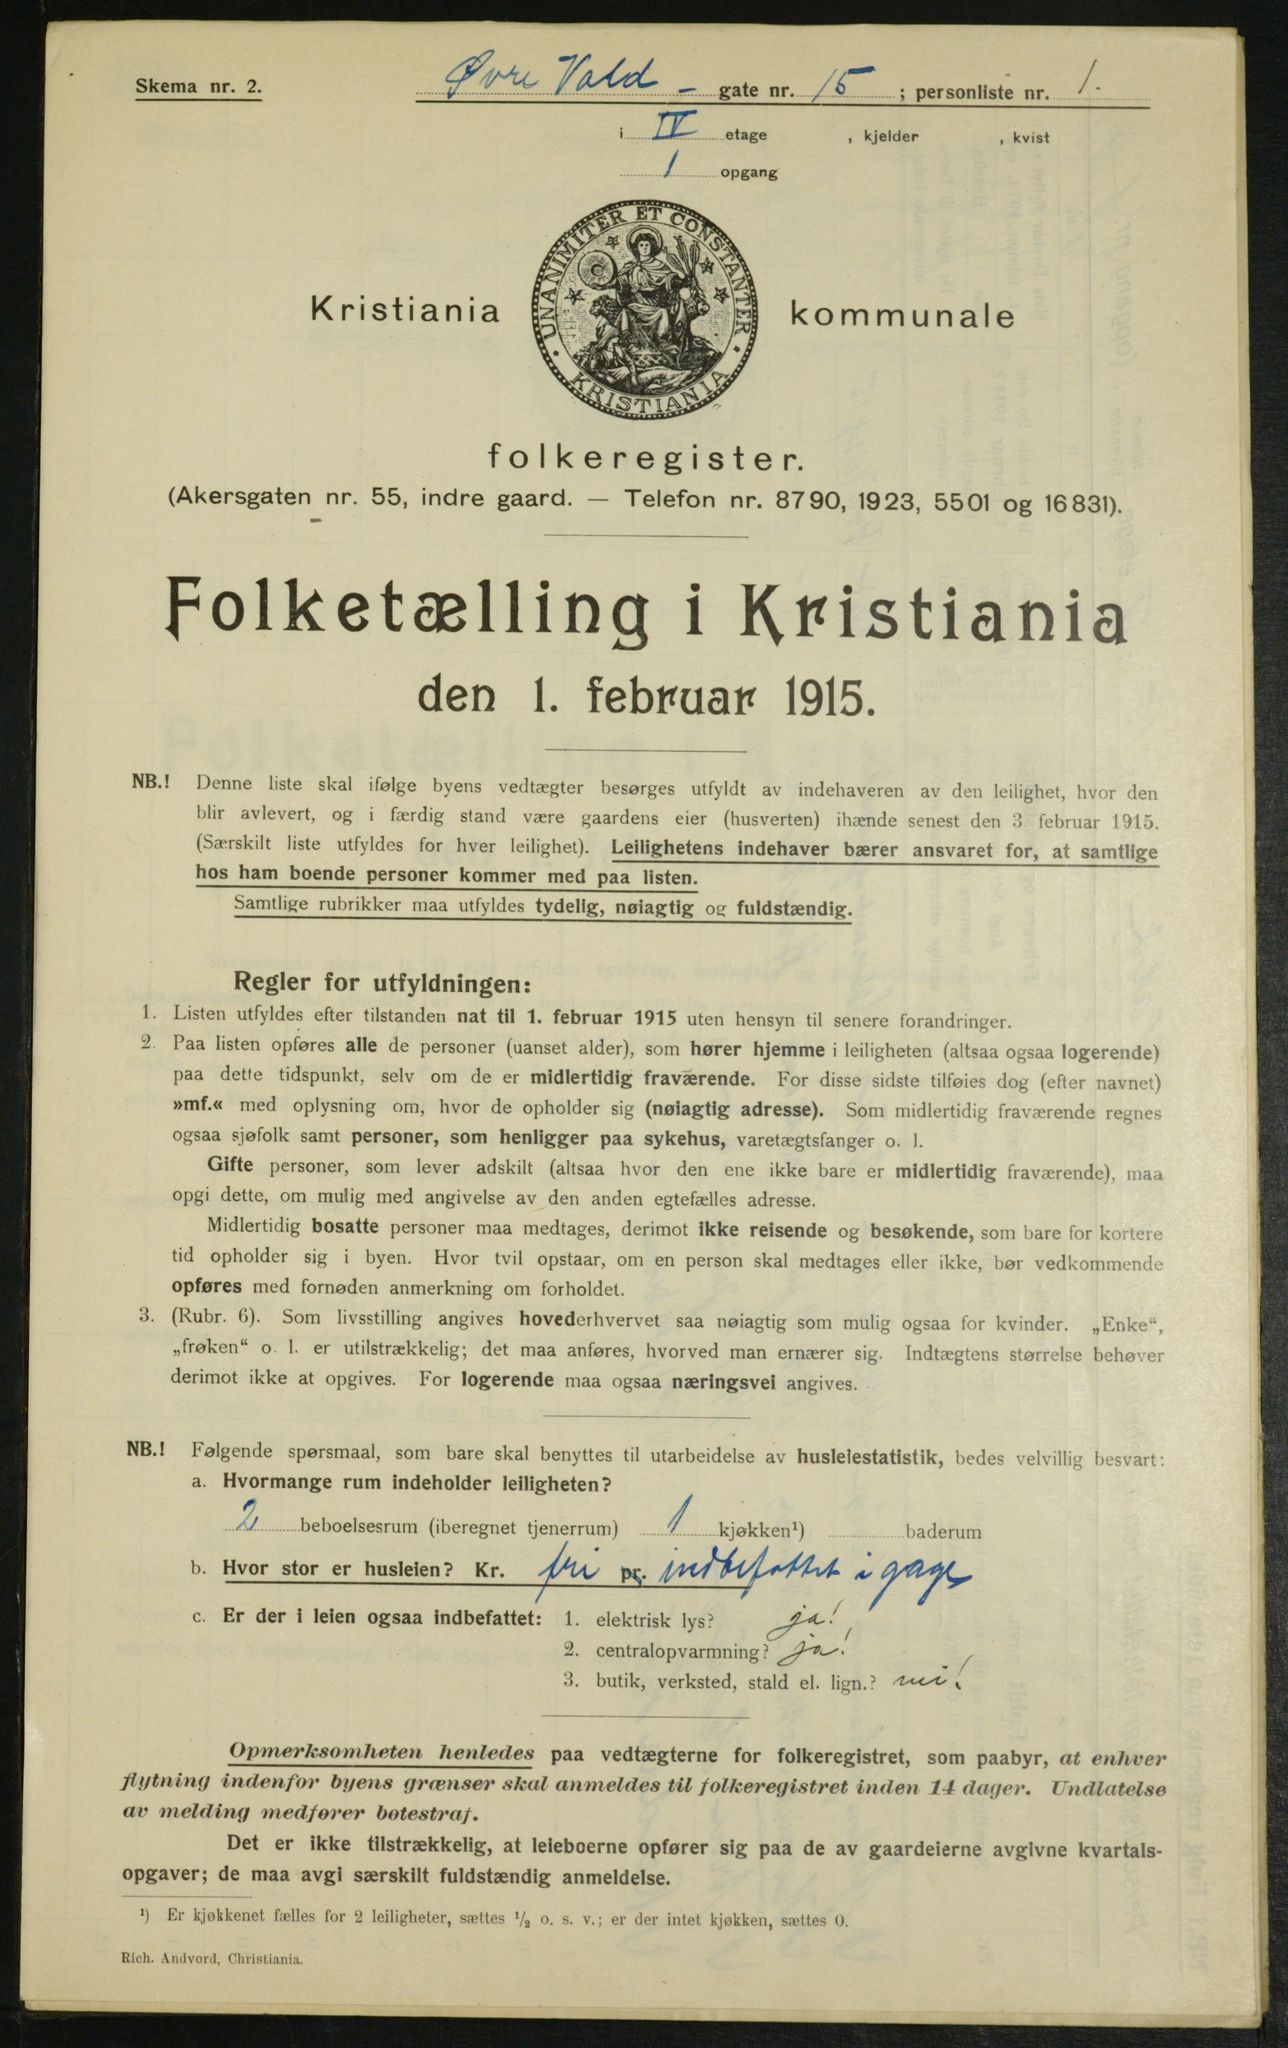 Skema nr. 2.
Øvre Vold - gate nr. 15 ; personliste nr. 1.
i IV etage , kjelder , kvist
1 opgang
UNANIMITER ET CONSTANTER
KRISTIANIA
Kristiania kommunale
folkeregister.
(Akersgaten nr. 55, indre gaard. — Telefon nr. 8790, 1923, 5501 og 16831).
Folketælling i Kristiania
den 1. februar 1915.
NB.! Denne liste skal ifølge byens vedtægter besørges utfyldt av indehaveren av den leilighet, hvor den
blir avlevert, og i færdig stand være gaardens eier (husverten) ihænde senest den 3 februar 1915.
(Særskilt liste utfyldes for hver leilighet). Leilighetens indehaver bærer ansvaret for, at samtlige
hos ham boende personer kommer med paa listen.
Samtlige rubrikker maa utfyldes tydelig, nøiagtig og fuldstændig.
Regler for utfyldningen:
1. Listen utfyldes efter tilstanden nat til 1. februar 1915 uten hensyn til senere forandringer.
2. Paa listen opføres alle de personer (uanset alder), som hører hjemme i leiligheten (altsaa ogsaa logerende)
paa dette tidspunkt, selv om de er midlertidig fraværende. For disse sidste tilføies dog (efter navnet)
»mf.« med oplysning om, hvor de opholder sig (nøiagtig adresse). Som midlertidig fraværende regnes
ogsaa sjøfolk samt personer, som henligger paa sykehus, varetægtsfanger o. l.
Gifte personer, som lever adskilt (altsaa hvor den ene ikke bare er midlertidig fraværende), maa
opgi dette, om mulig med angivelse av den anden egtefælles adresse.
Midlertidig bosatte personer maa medtages, derimot ikke reisende og besøkende, som bare for kortere
tid opholder sig i byen. Hvor tvil opstaar, om en person skal medtages eller ikke, bør vedkommende
opføres med fornøden anmerkning om forholdet.
3. (Rubr. 6). Som livsstilling angives hovederhvervet saa nøiagtig som mulig ogsaa for kvinder. „Enke“,
„frøken“ o. l. er utilstrækkelig; det maa anføres, hvorved man ernærer sig. Indtægtens størrelse behøver
derimot ikke at opgives. For logerende maa ogsaa næringsvei angives.
NB.! Følgende spørsmaal, som bare skal benyttes til utarbeidelse av husleiestatistik, bedes velvillig besvart:
a. Hvormange rum indeholder leiligheten?
2 beboelsesrum (iberegnet tjenerrum) 1 kjøkken¹) baderum
b. Hvor stor er husleien? Kr. fri pr. indbefattet i gage
c. Er der i leien ogsaa indbefattet: 1. elektrisk lys? ja!
2. centralopvarmning? ja!
3. butik, verksted, stald el. lign.? nei!
Opmerksomheten henledes paa vedtægterne for folkeregistret, som paabyr, at enhver
flytning indenfor byens grænser skal anmeldes til folkeregistret inden 14 dager. Undlatelse
av melding medfører bøtestraf.
Det er ikke tilstrækkelig, at leieboerne opfører sig paa de av gaardeierne avgivne kvartals-
opgaver; de maa avgi særskilt fuldstændig anmeldelse.
¹) Er kjøkkenet fælles for 2 leiligheter, sættes ½ o. s. v.; er der intet kjøkken, sættes 0.
Rich. Andvord, Christiania.